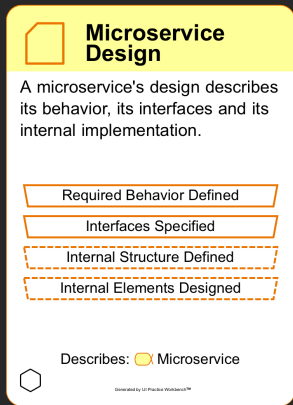 Microservice
Design
A microservice's design describes
its behavior, its interfaces and its
internal implementation.
Required Behavior Defined
Interfaces Specified
Internal Structure Defined
Internal Elements Designed
Describes: Microservice
Generated by IJI Practice Workbench™